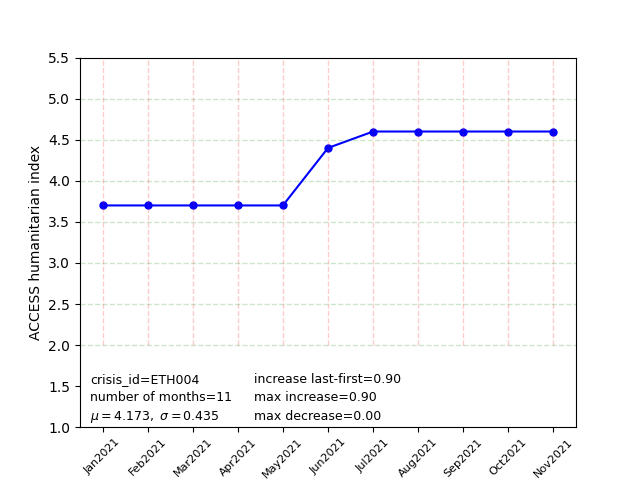 5.5
5.0
4.5
4.0
3.5
3.0
2.5
2.0
1.5
1.0
ACCESS humanitarian index
crisis_id=ETH004
number of months=11
μ = 4.173, σ = 0.435
increase last-first=0.90
max increase=0.90
max decrease=0.00
Jan2021
Feb2021
Mar2021
Apr2021
May2021
Jun2021
Jul2021
Aug2021
Sep2021
Oct2021
Nov2021